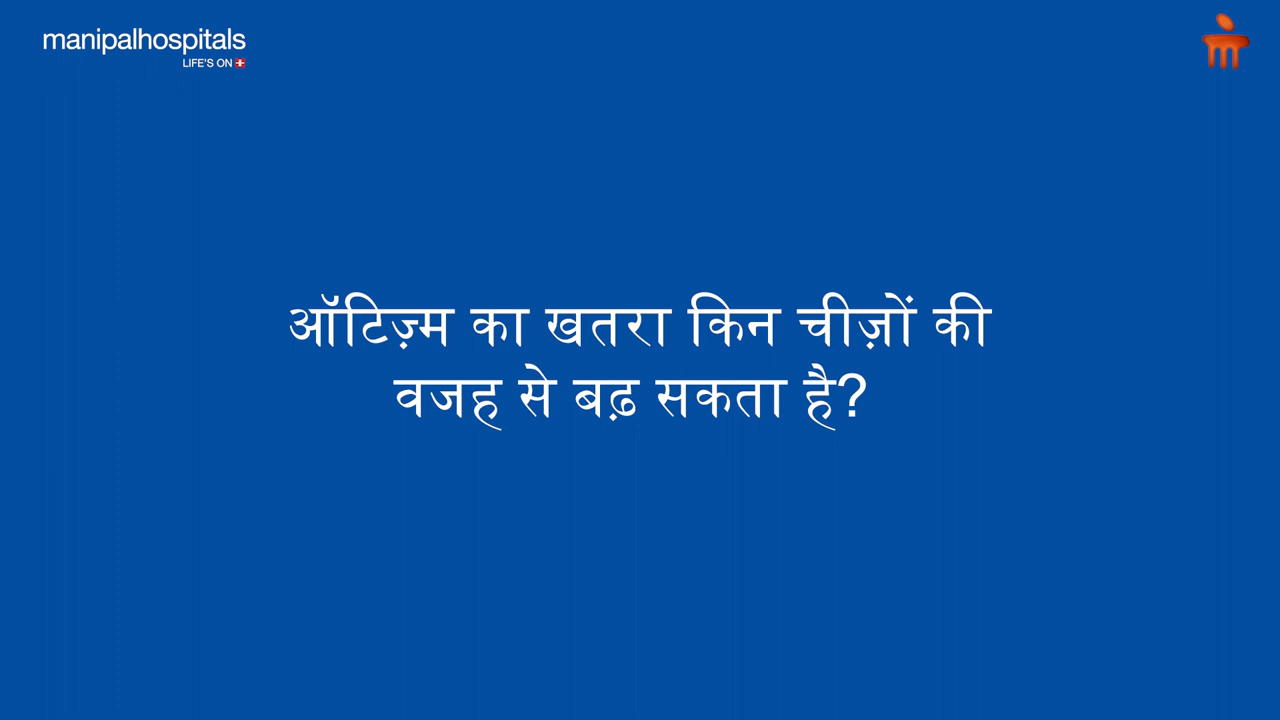 manipalhospitals
LIFE'S ON
ऑटिज़्म का खतरा किन चीज़ों की
वजह से बढ़ सकता है?